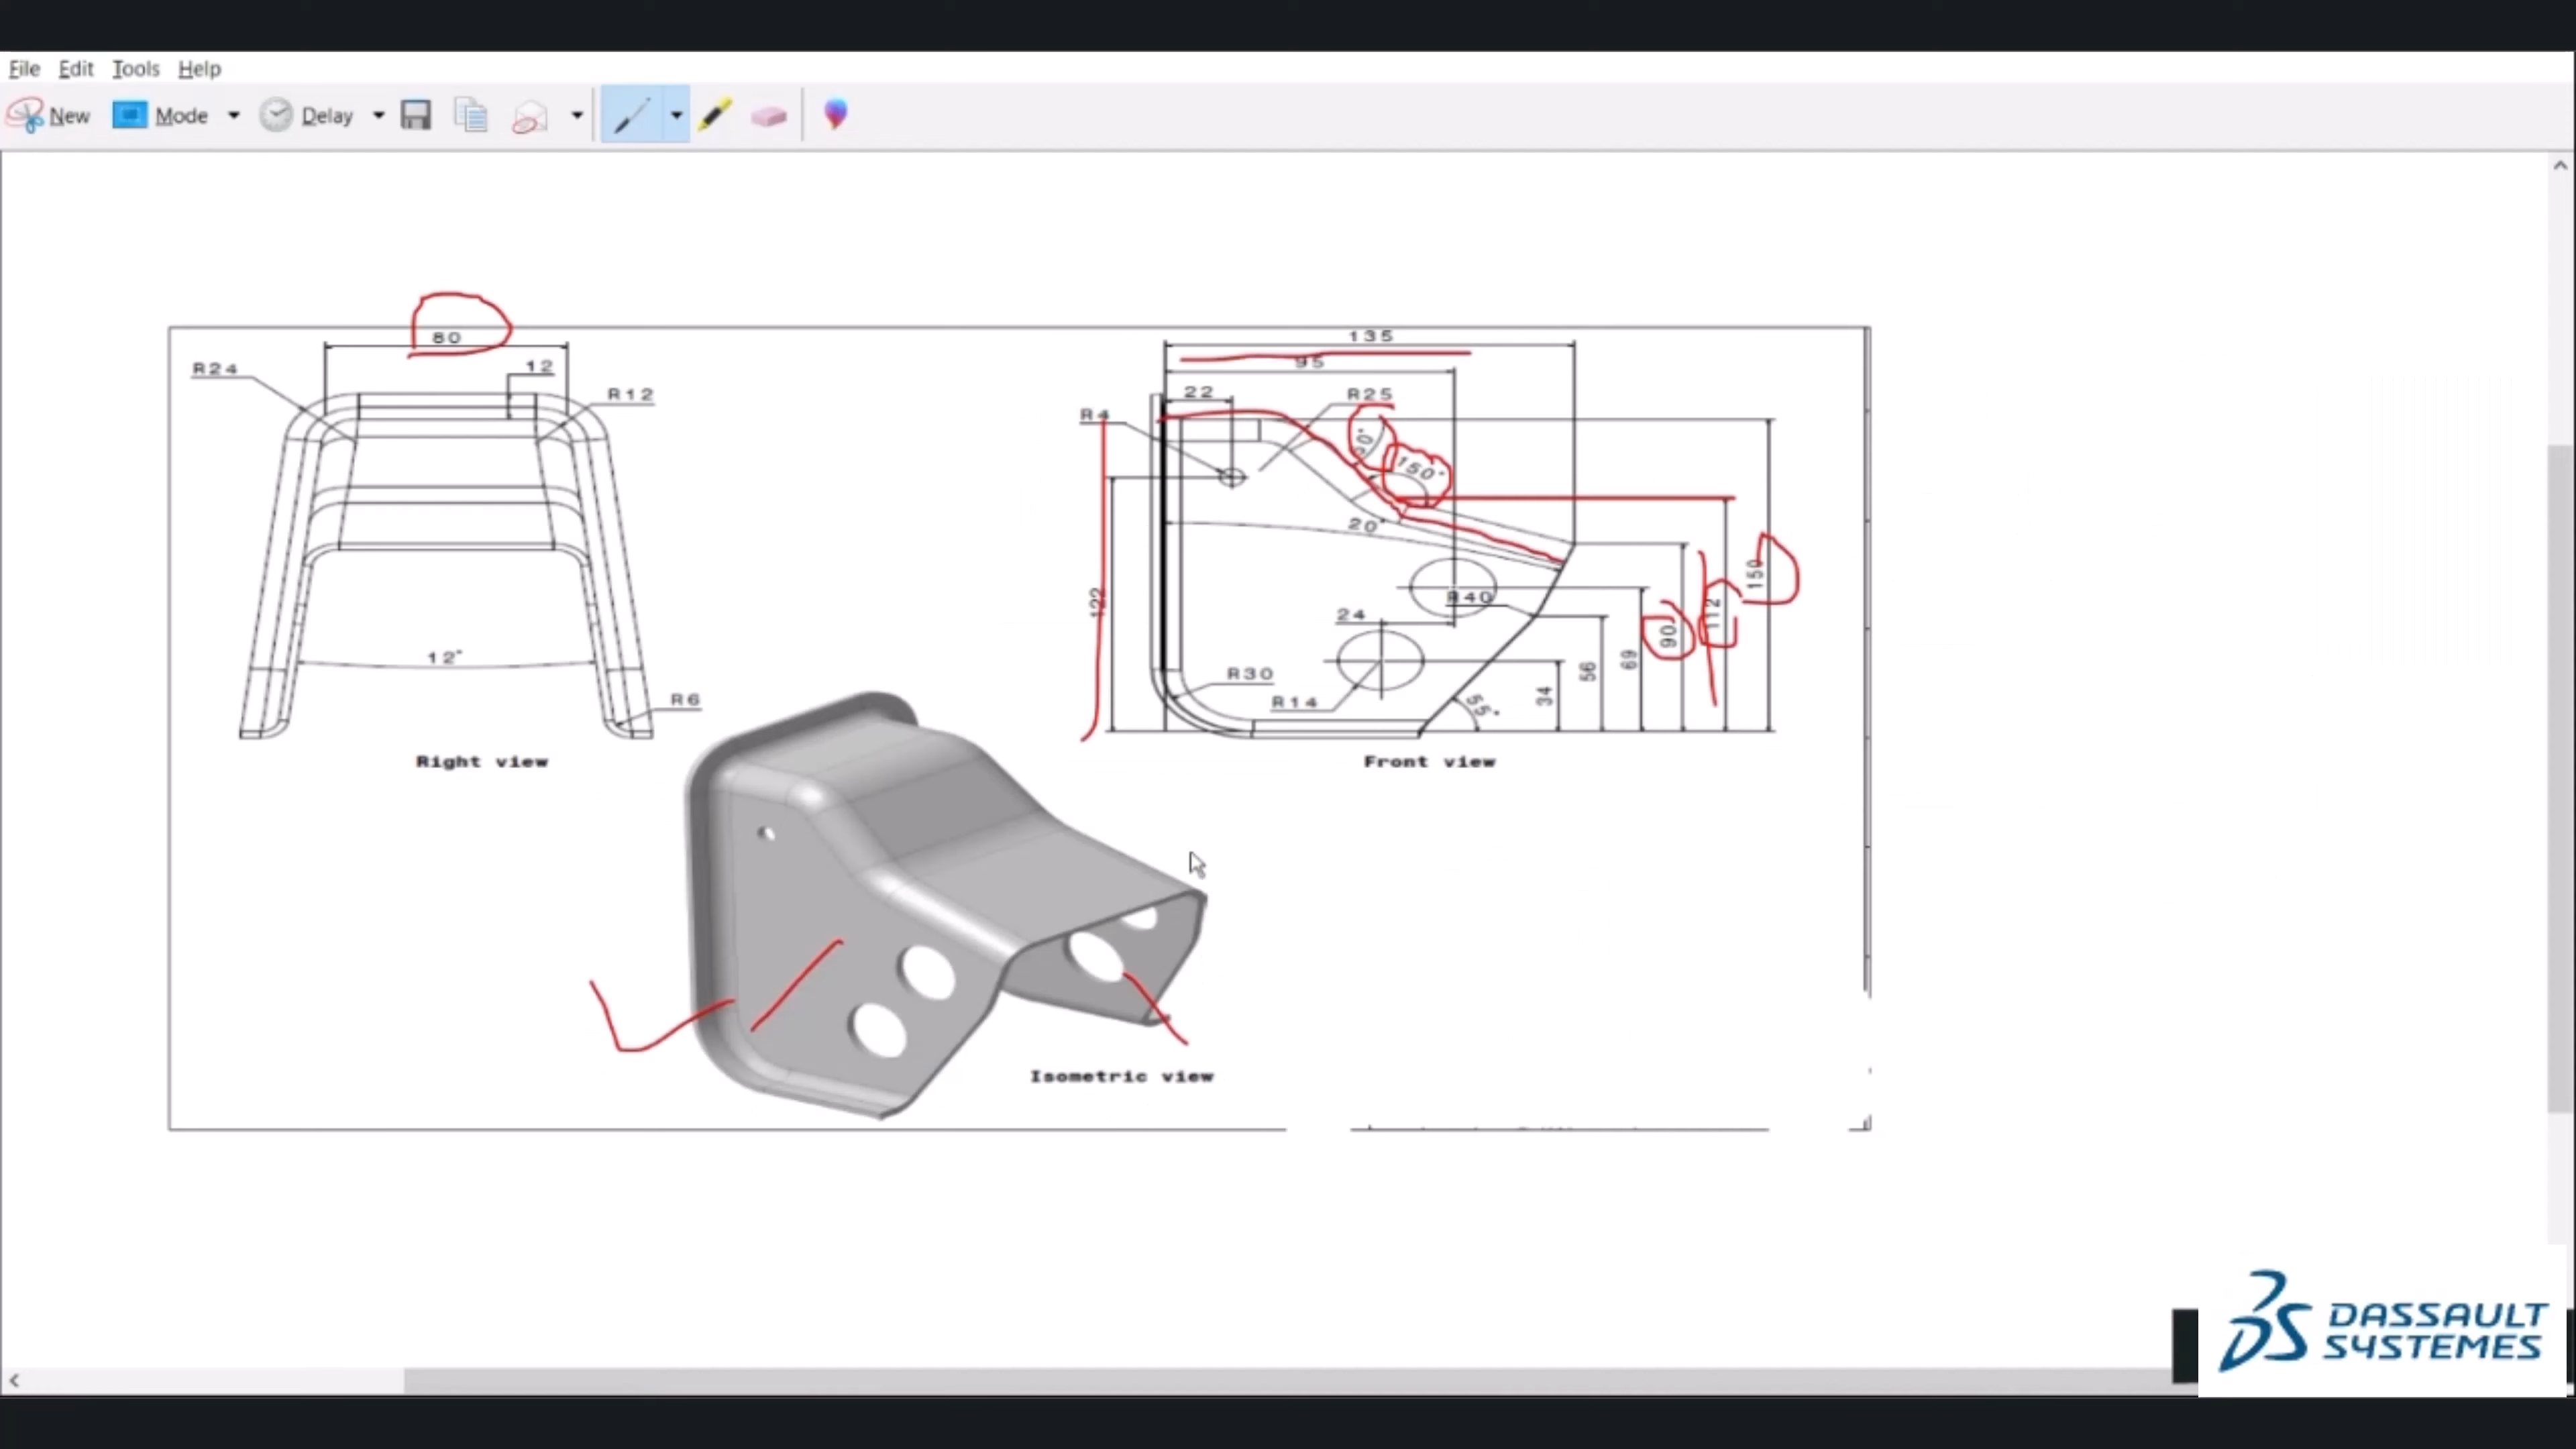 File Edit Tools Help
New Mode Delay
80
R24
12
R12
12°
R6
Right view
135
95
22
R25
R4
150°
20°
122
R40
24
R30
R14
55°
34
56
69
90
112
150
Front view
Isometric view
DASSAULT
SYSTEMES